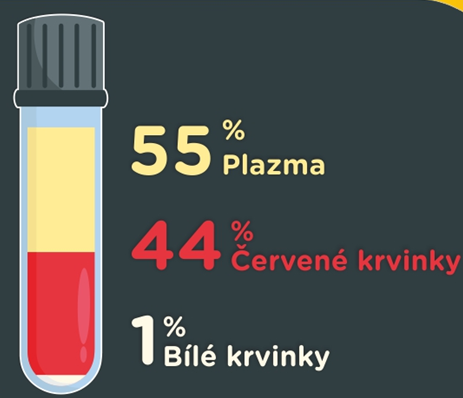 55 %
Plazma
44 %
Červené krvinky
1 %
Bílé krvinky